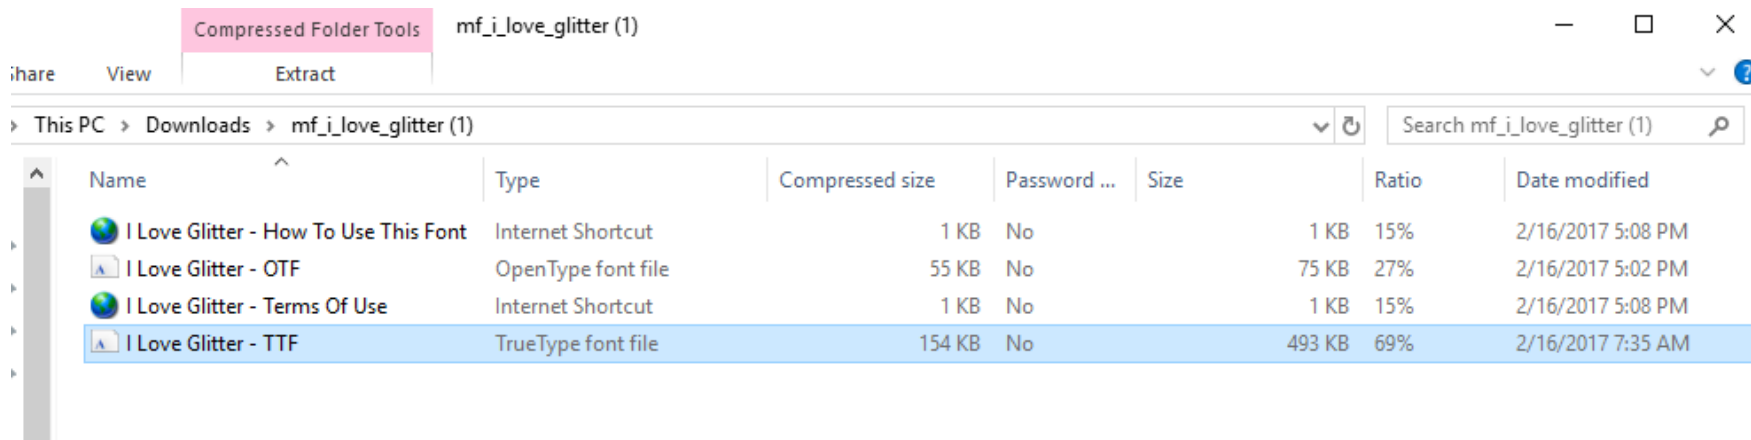 Compressed Folder Tools mf_i_love_glitter (1)
Share View Extract
This PC > Downloads > mf_i_love_glitter (1) Search mf_i_love_glitter (1)
Name Type Compressed size Password ... Size Ratio Date modified
I Love Glitter - How To Use This Font Internet Shortcut 1 KB No 1 KB 15% 2/16/2017 5:08 PM
I Love Glitter - OTF OpenType font file 55 KB No 75 KB 27% 2/16/2017 5:02 PM
I Love Glitter - Terms Of Use Internet Shortcut 1 KB No 1 KB 15% 2/16/2017 5:08 PM
I Love Glitter - TTF TrueType font file 154 KB No 493 KB 69% 2/16/2017 7:35 AM